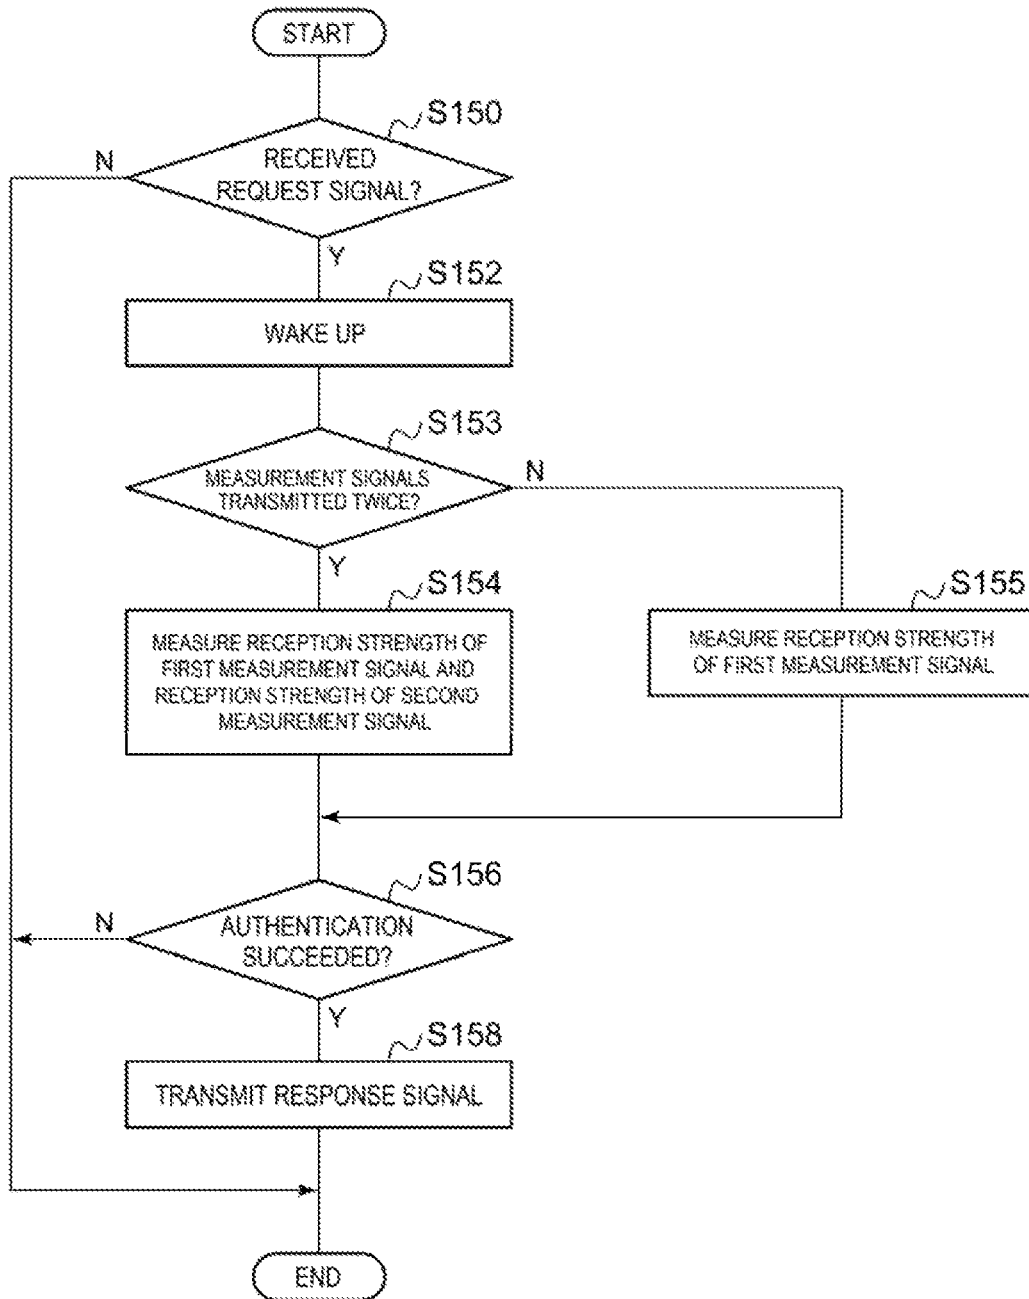 START
S150
N
RECEIVED
REQUEST SIGNAL?
Y
S152
WAKE UP
S153
MEASUREMENT SIGNALS
TRANSMITTED TWICE?
N
Y
S154
MEASURE RECEPTION STRENGTH OF
FIRST MEASUREMENT SIGNAL AND
RECEPTION STRENGTH OF SECOND
MEASUREMENT SIGNAL
S155
MEASURE RECEPTION STRENGTH
OF FIRST MEASUREMENT SIGNAL
S156
N
AUTHENTICATION
SUCCEEDED?
Y
S158
TRANSMIT RESPONSE SIGNAL
END